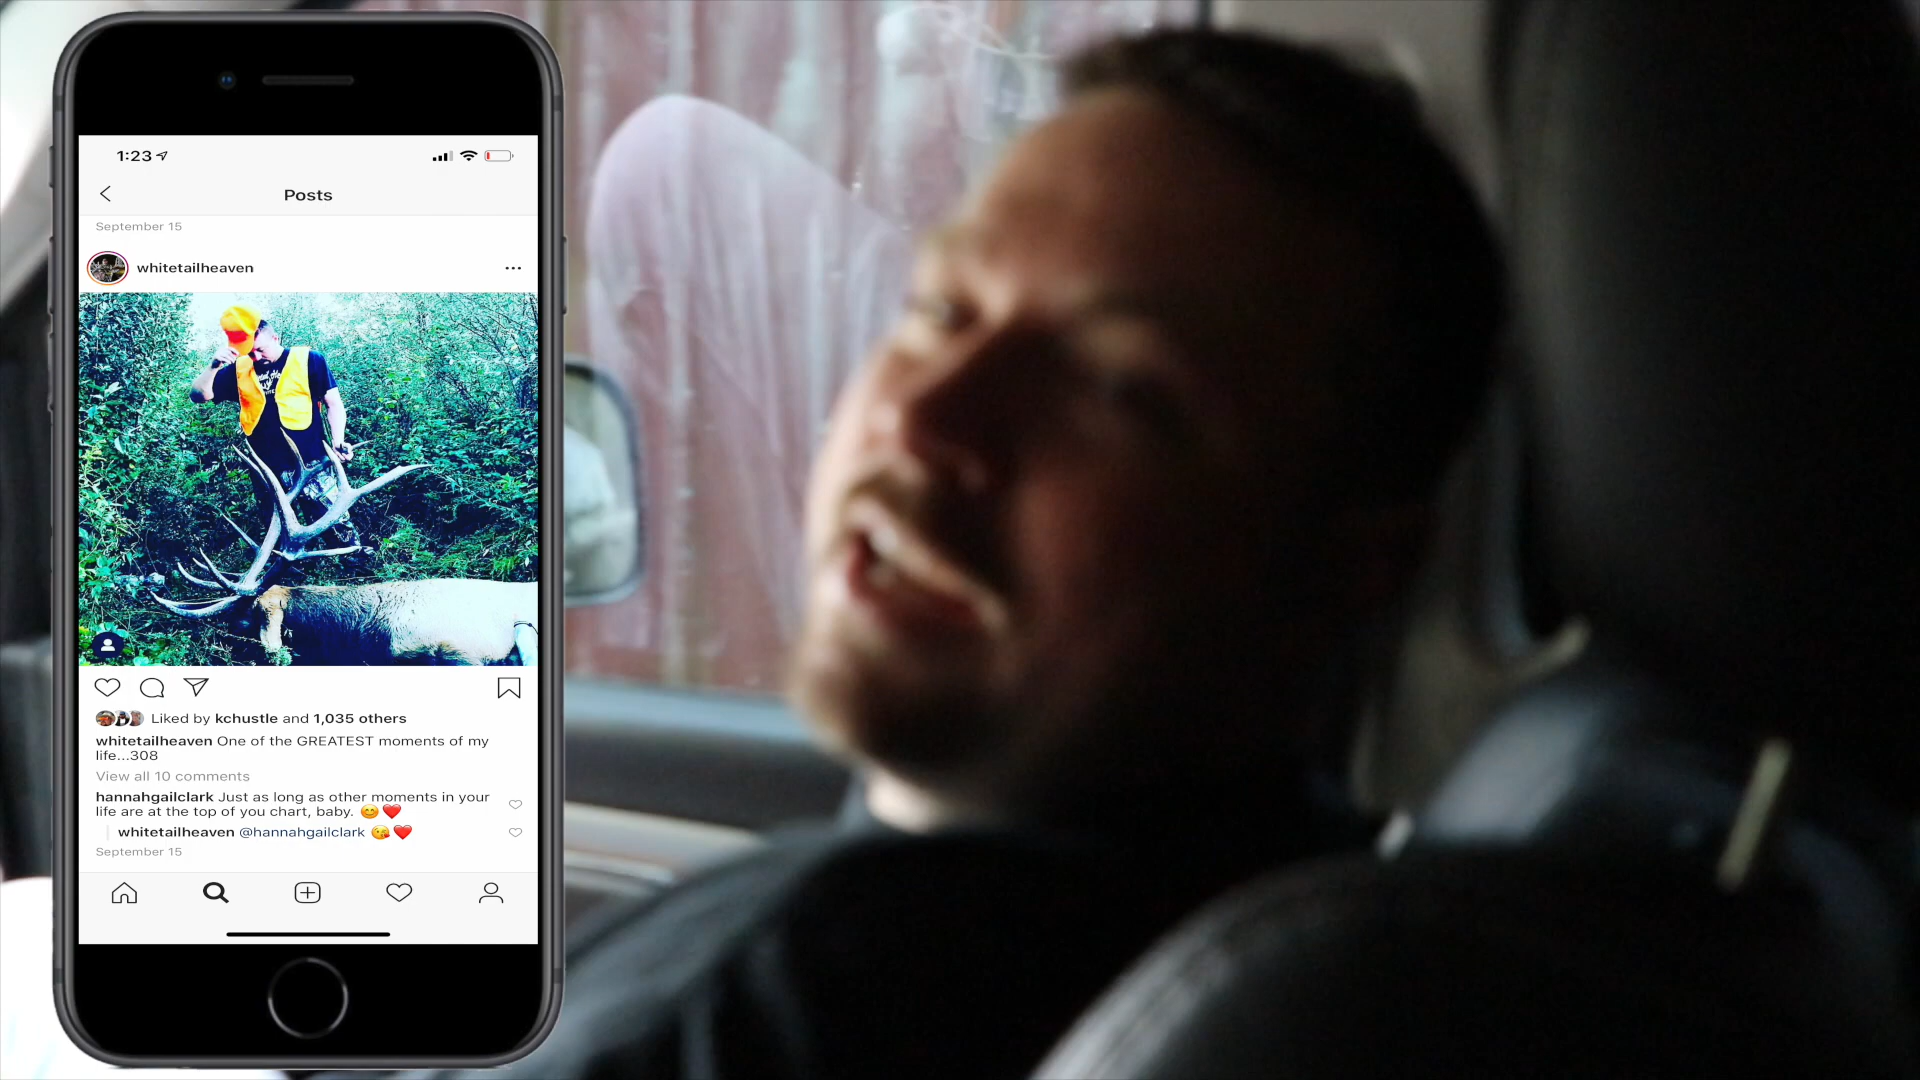 1:23
Posts
September 15
whitetailheaven
Liked by kchustle and 1,035 others
whitetailheaven One of the GREATEST moments of my
life...308
View all 10 comments
hannahgailclark Just as long as other moments in your
life are at the top of you chart, baby. 😊❤️
whitetailheaven @hannahgailclark 😘❤️
September 15